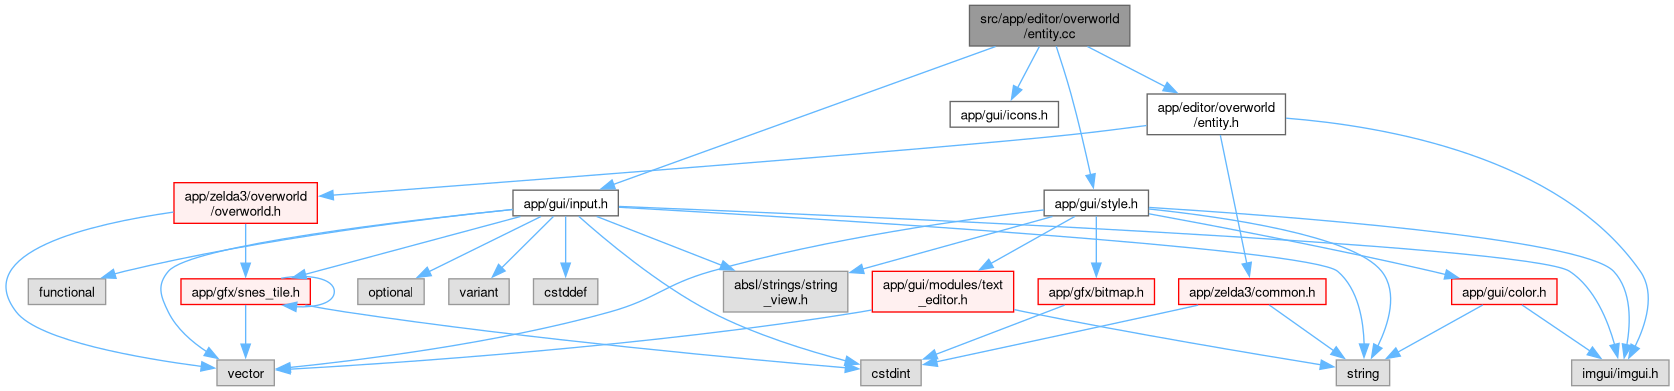 src/app/editor/overworld
/entity.cc
app/gui/icons.h
app/editor/overworld
/entity.h
app/zelda3/overworld
/overworld.h
app/gui/input.h
app/gui/style.h
functional
app/gfx/snes_tile.h
optional
variant
cstddef
absl/strings/string
_view.h
app/gui/modules/text
_editor.h
app/gfx/bitmap.h
app/zelda3/common.h
app/gui/color.h
vector
cstdint
string
imgui/imgui.h